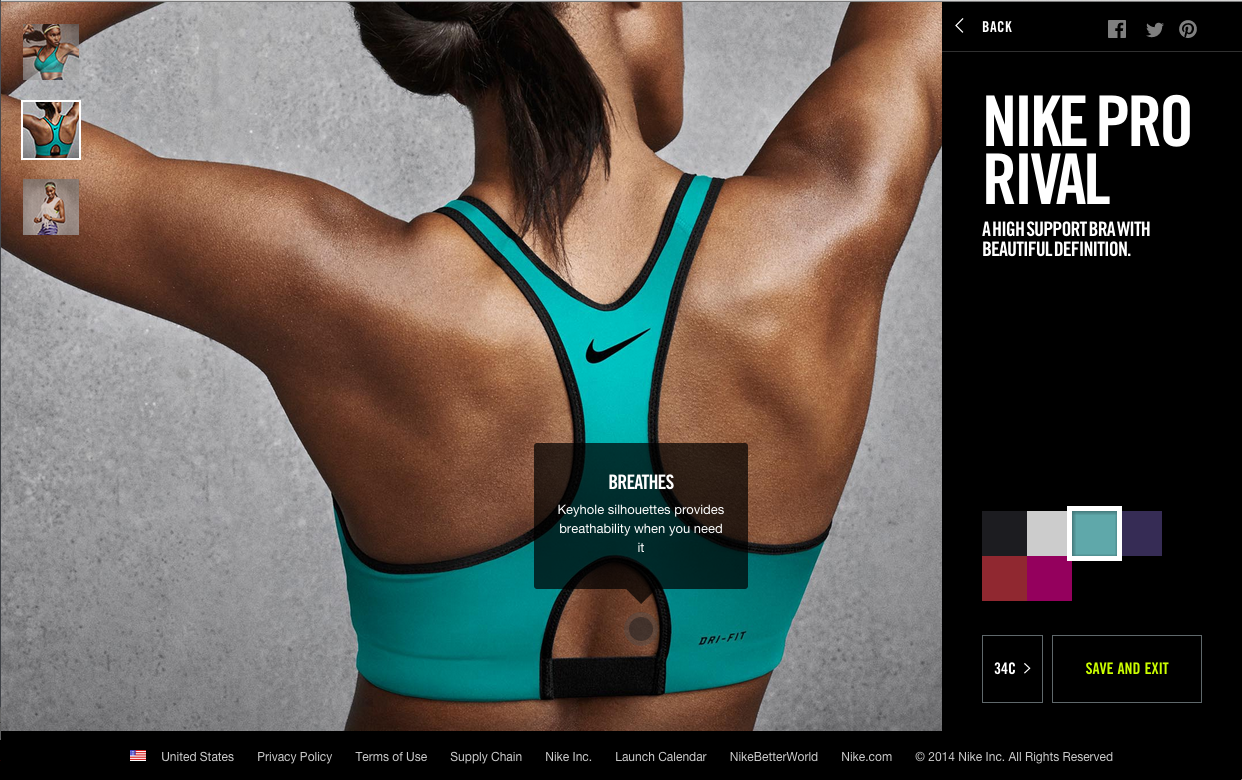 BACK
NIKE PRO
RIVAL
A HIGH SUPPORT BRA WITH
BEAUTIFUL DEFINITION.
BREATHES
Keyhole silhouettes provides
breathability when you need
it
DRI-FIT
34C
SAVE AND EXIT
United States Privacy Policy Terms of Use Supply Chain Nike Inc. Launch Calendar NikeBetterWorld Nike.com © 2014 Nike Inc. All Rights Reserved